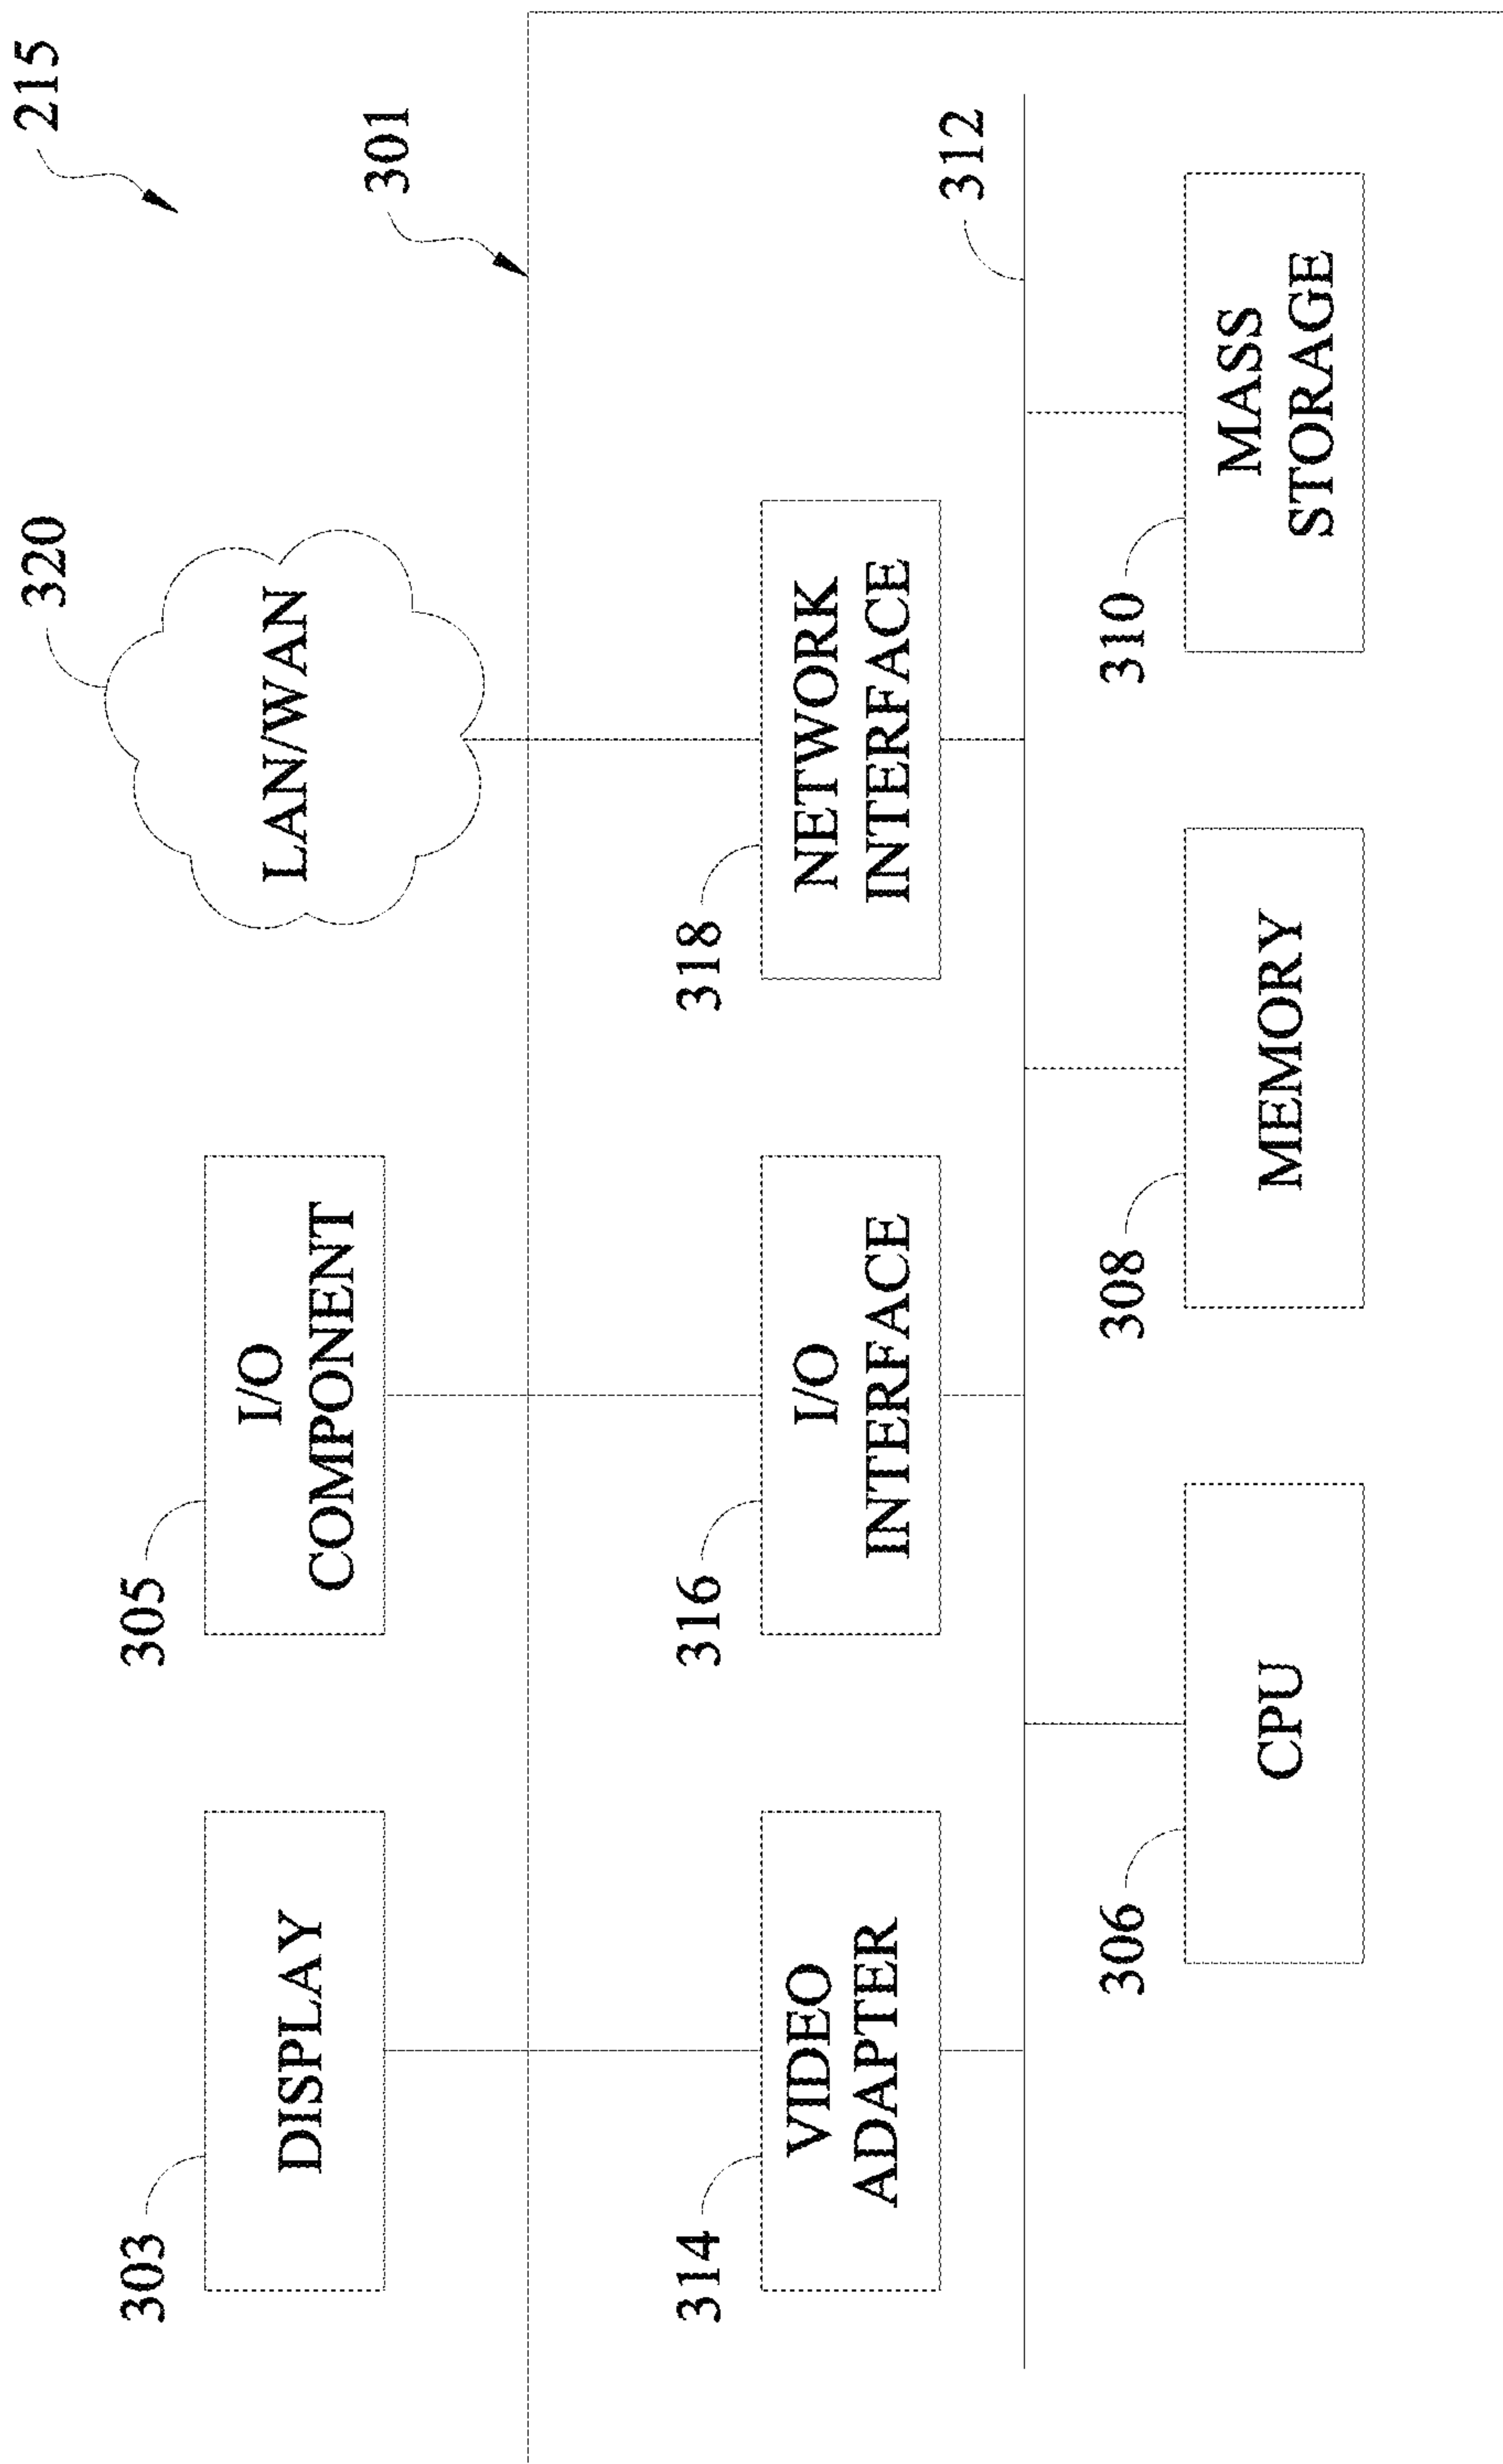 215
320
301
305
303
LAN/WAN
I/O
COMPONENT
DISPLAY
318
316
314
312
NETWORK
INTERFACE
I/O
INTERFACE
VIDEO
ADAPTER
310
308
306
MASS
STORAGE
MEMORY
CPU